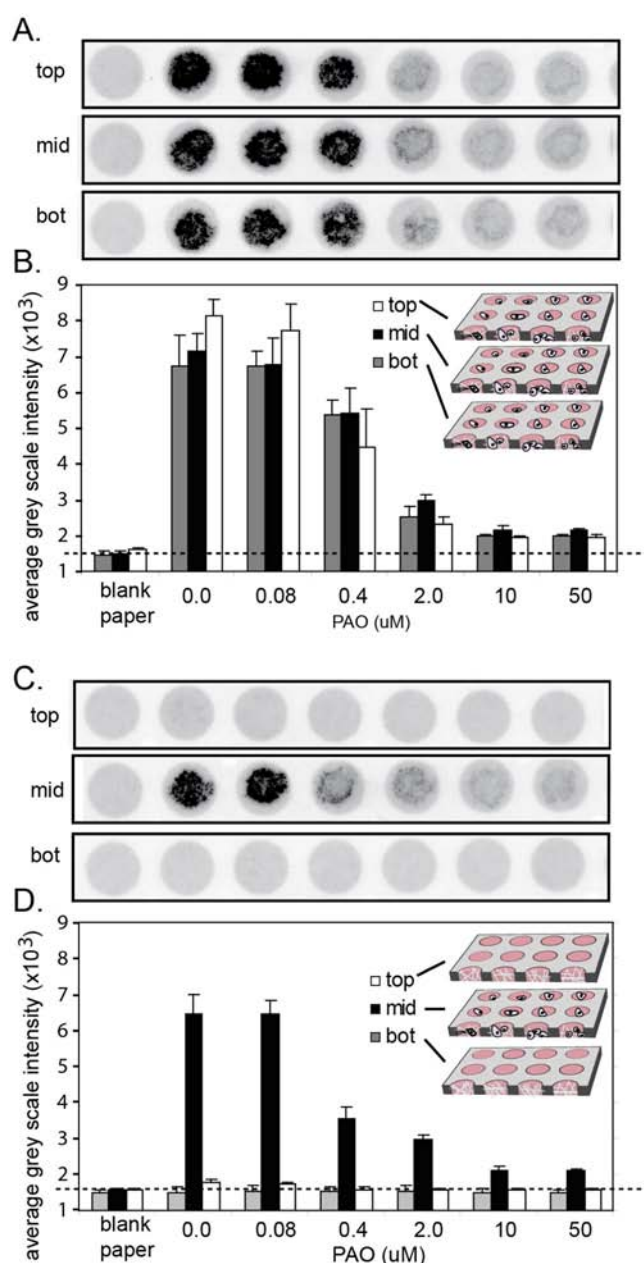 A.
top
mid
bot
B.
average grey scale intensity (x10³)
9
8
7
6
5
4
3
2
1
top
mid
bot
blank paper
0.0
0.08
0.4
2.0
10
50
PAO (uM)
C.
top
mid
bot
D.
average grey scale intensity (x10³)
9
8
7
6
5
4
3
2
1
top
mid
bot
blank paper
0.0
0.08
0.4
2.0
10
50
PAO (uM)